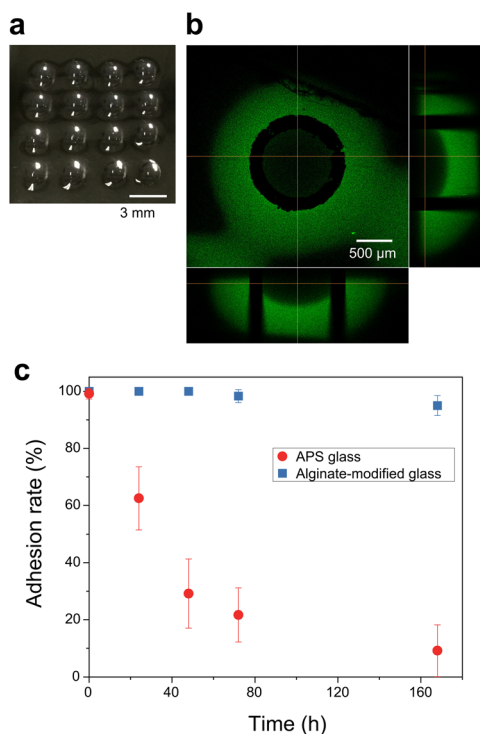 a
b
3 mm
500 µm
c
100
80
60
40
20
0
Adhesion rate (%)
APS glass
Alginate-modified glass
0 40 80 120 160
Time (h)